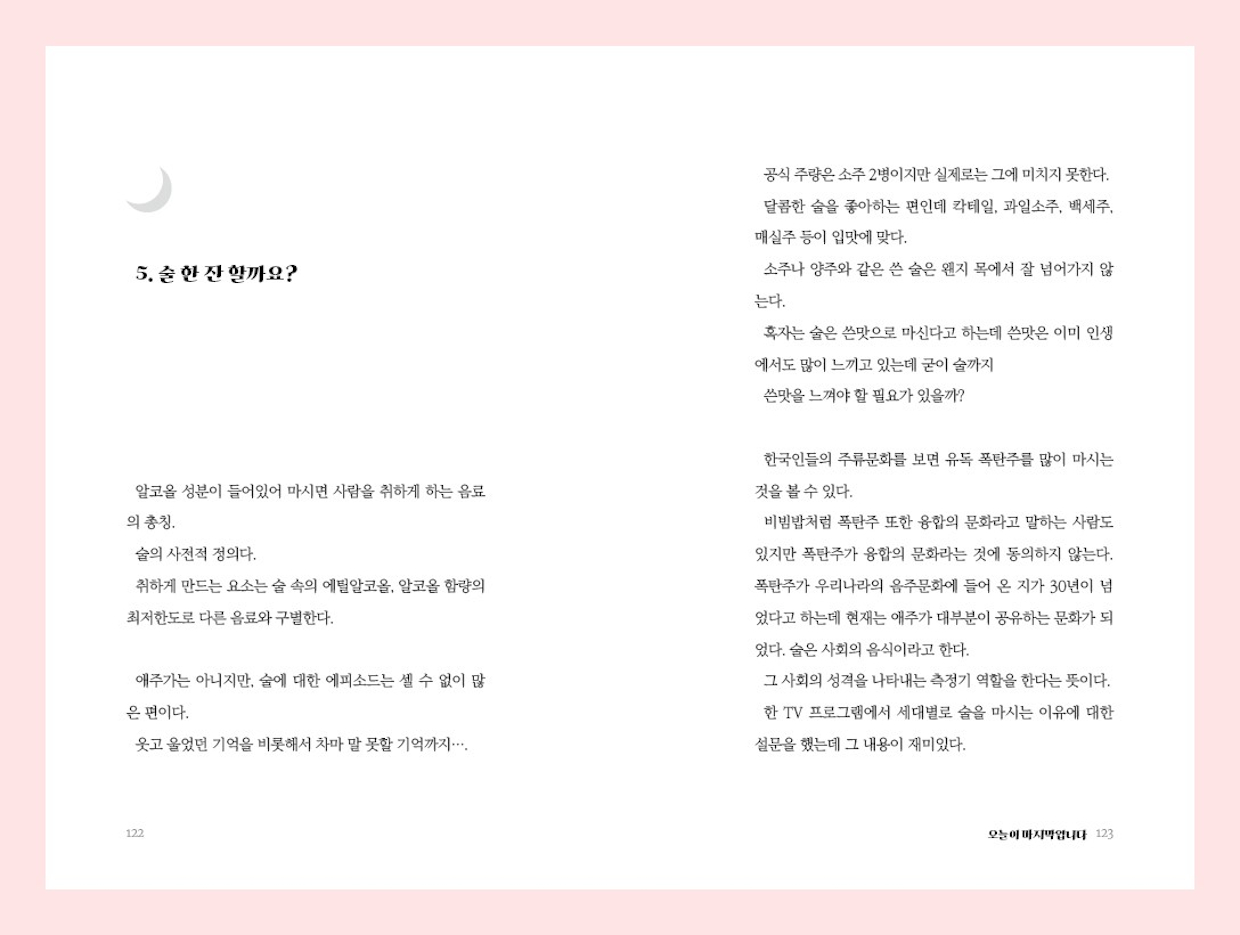 5. 술 한 잔 할까요?
알코올 성분이 들어있어 마시면 사람을 취하게 하는 음료
의 총칭.
술의 사전적 정의다.
취하게 만드는 요소는 술 속의 에틸알코올, 알코올 함량의
최저한도로 다른 음료와 구별한다.
애주가는 아니지만, 술에 대한 에피소드는 셀 수 없이 많
은 편이다.
웃고 울었던 기억을 비롯해서 차마 말 못할 기억까지….
122
공식 주량은 소주 2병이지만 실제로는 그에 미치지 못한다.
달콤한 술을 좋아하는 편인데 칵테일, 과일소주, 백세주,
매실주 등이 입맛에 맞다.
소주나 양주와 같은 쓴 술은 왠지 목에서 잘 넘어가지 않
는다.
혹자는 술은 쓴맛으로 마신다고 하는데 쓴맛은 이미 인생
에서도 많이 느끼고 있는데 굳이 술까지
쓴맛을 느껴야 할 필요가 있을까?
한국인들의 주류문화를 보면 유독 폭탄주를 많이 마시는
것을 볼 수 있다.
비빔밥처럼 폭탄주 또한 융합의 문화라고 말하는 사람도
있지만 폭탄주가 융합의 문화라는 것에 동의하지 않는다.
폭탄주가 우리나라의 음주문화에 들어 온 지가 30년이 넘
었다고 하는데 현재는 애주가 대부분이 공유하는 문화가 되
었다. 술은 사회의 음식이라고 한다.
그 사회의 성격을 나타내는 측정기 역할을 한다는 뜻이다.
한 TV 프로그램에서 세대별로 술을 마시는 이유에 대한
설문을 했는데 그 내용이 재미있다.
오늘이 마지막입니다 123